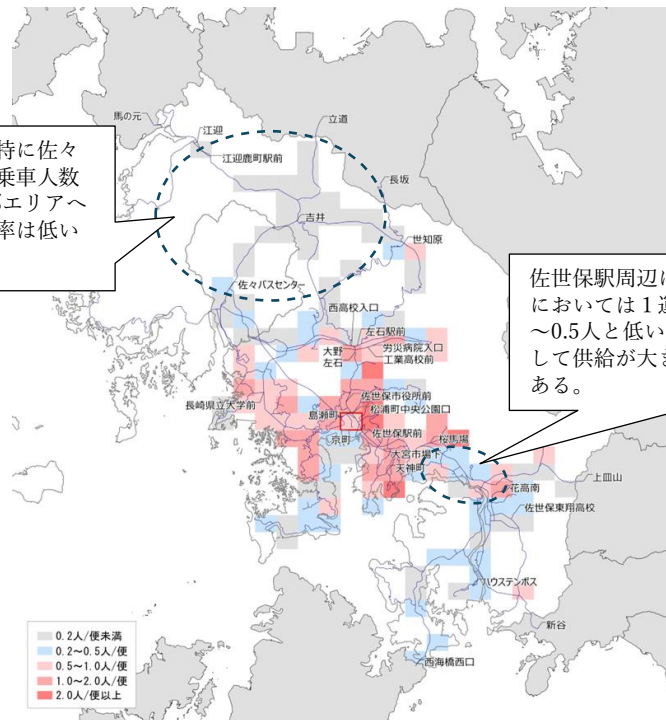 馬の元
江迎
立道
江迎鹿町駅前
特に佐々
乗車人数
エリアへ
率は低い
長坂
吉井
世知原
佐々バスセンター
佐世保駅周辺
においては１
～0.5人と低い
して供給が大
ある。
西高校入口
左石駅前
大野
労災病院入口
左石
工業高校前
佐世保市役所前
長崎県立大学前
島瀬町
松浦町中央公園口
京町
佐世保駅前
桜馬場
大宮市場下
天神町
上皿山
花高南
佐世保東翔高校
ハウステンボス
新谷
西海橋西口
0.2人/便未満
0.2～0.5人/便
0.5～1.0人/便
1.0～2.0人/便
2.0人/便以上